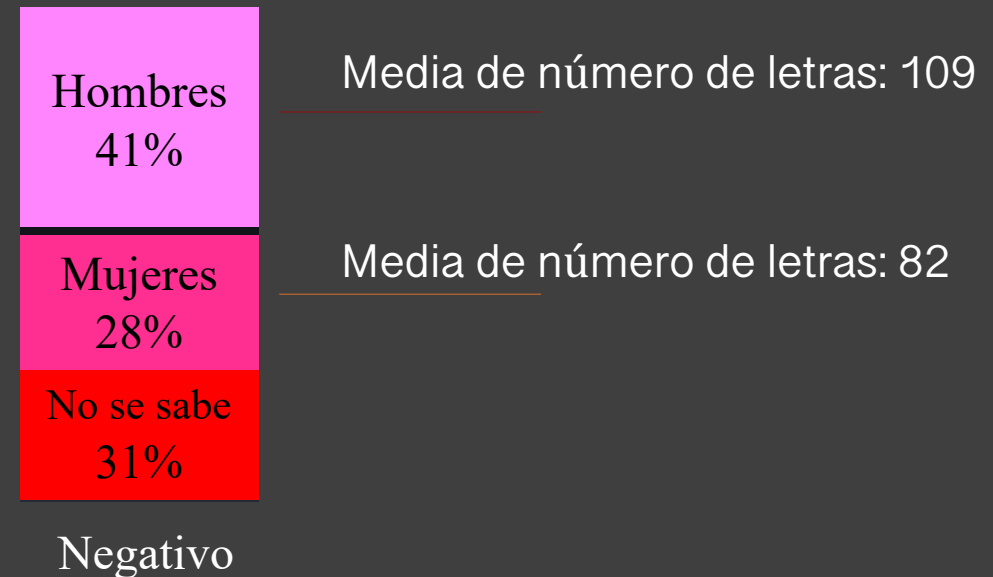 Hombres
41%
Media de número de letras: 109
Mujeres
28%
Media de número de letras: 82
No se sabe
31%
Negativo